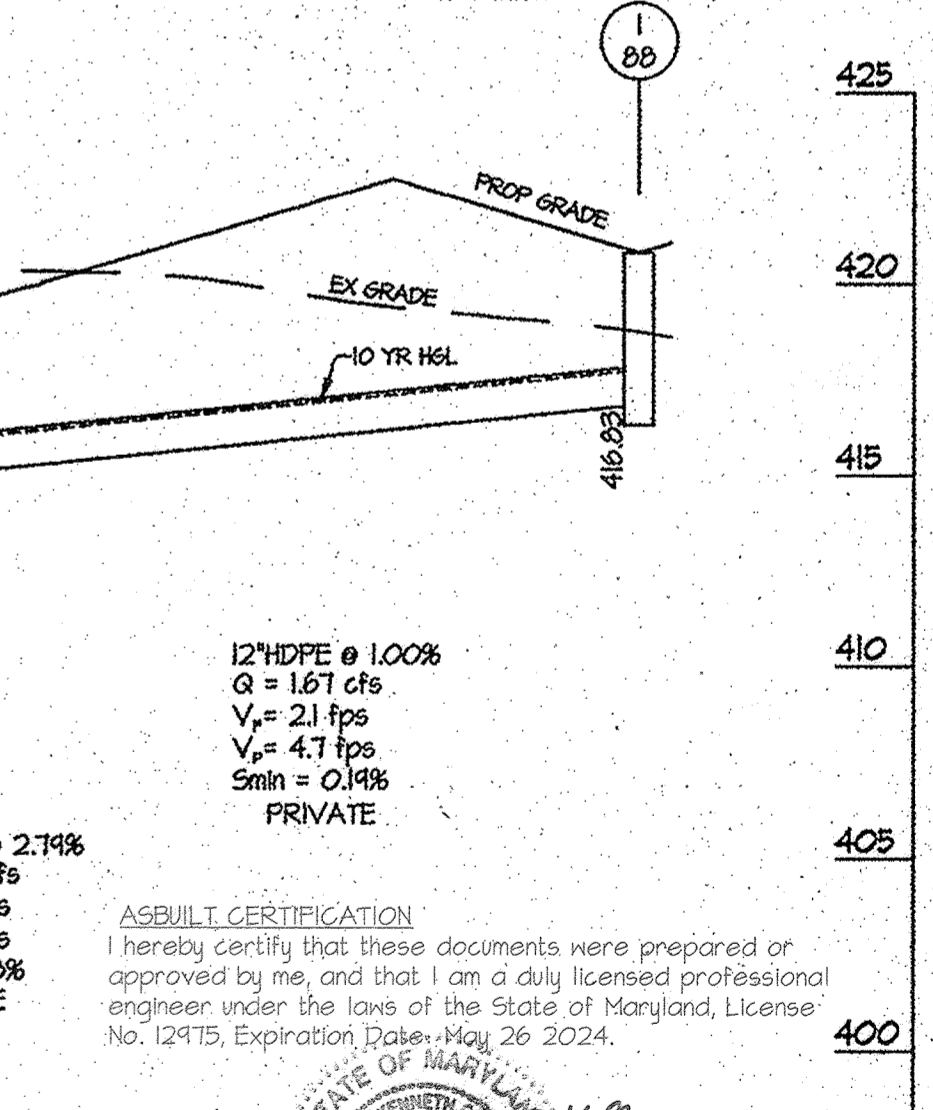 1
88
425
PROP GRADE
420
EX GRADE
10 YR HGL
416.83
415
12"HDPE @ 1.00%
Q = 1.67 cfs
= 2.1 fps
= 4.7 fps
Smin = 0.19%
PRIVATE
410
2.79%
405
ASBUILT CERTIFICATION
I hereby certify that these documents were prepared or
approved by me, and that I am a duly licensed professional
engineer under the laws of the State of Maryland, License
No. 12975, Expiration Date: May 26 2024.
400
OF MARYLAN
KENNETH